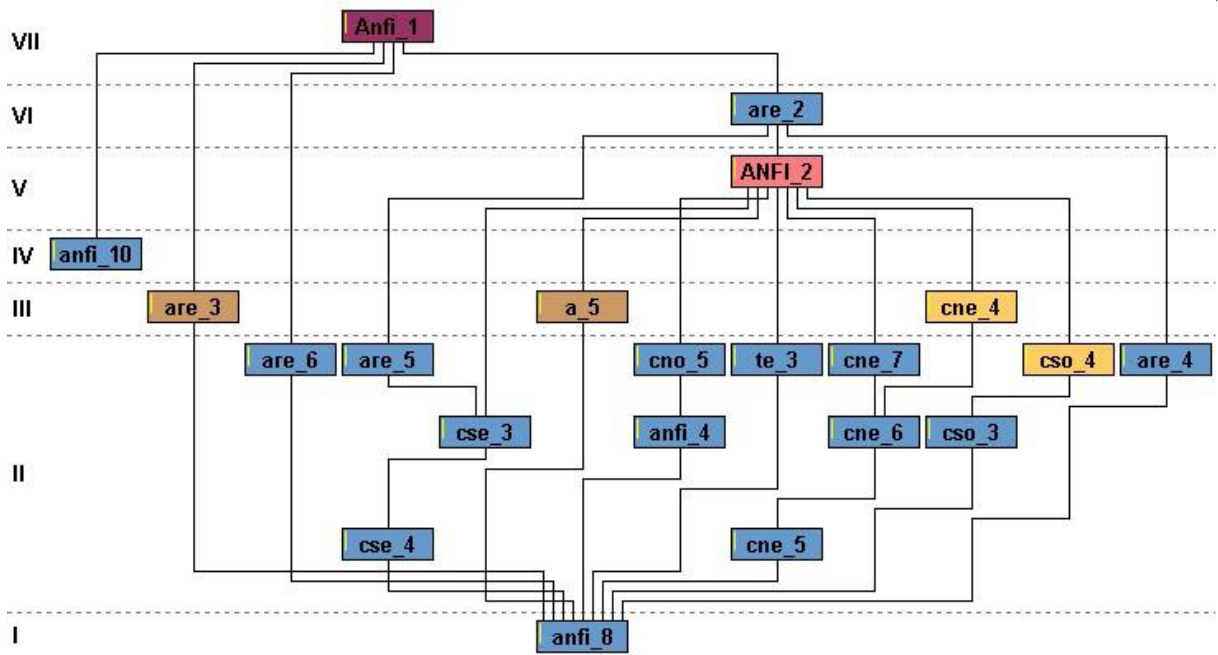 Anfi_1
VII
VI
are_2
V
ANFI_2
IV
anfi_10
III
are_3
a_5
cne_4
are_6
are_5
cno_5
te_3
cne_7
cso_4
are_4
cse_3
anfi_4
cne_6
cso_3
II
cse_4
cne_5
I
anfi_8